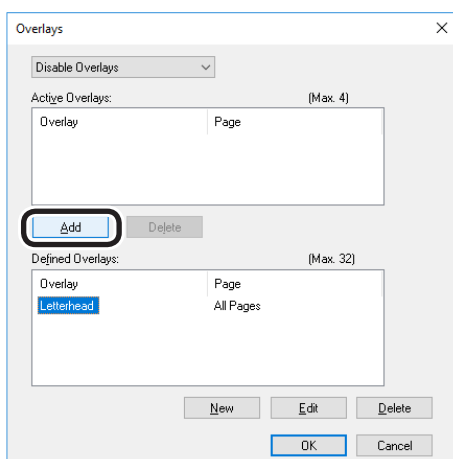 Overlays
Disable Overlays
Active Overlays: (Max. 4)
Overlay Page
Add Delete
Defined Overlays: (Max. 32)
Overlay Page
Letterhead All Pages
New Edit Delete
OK Cancel